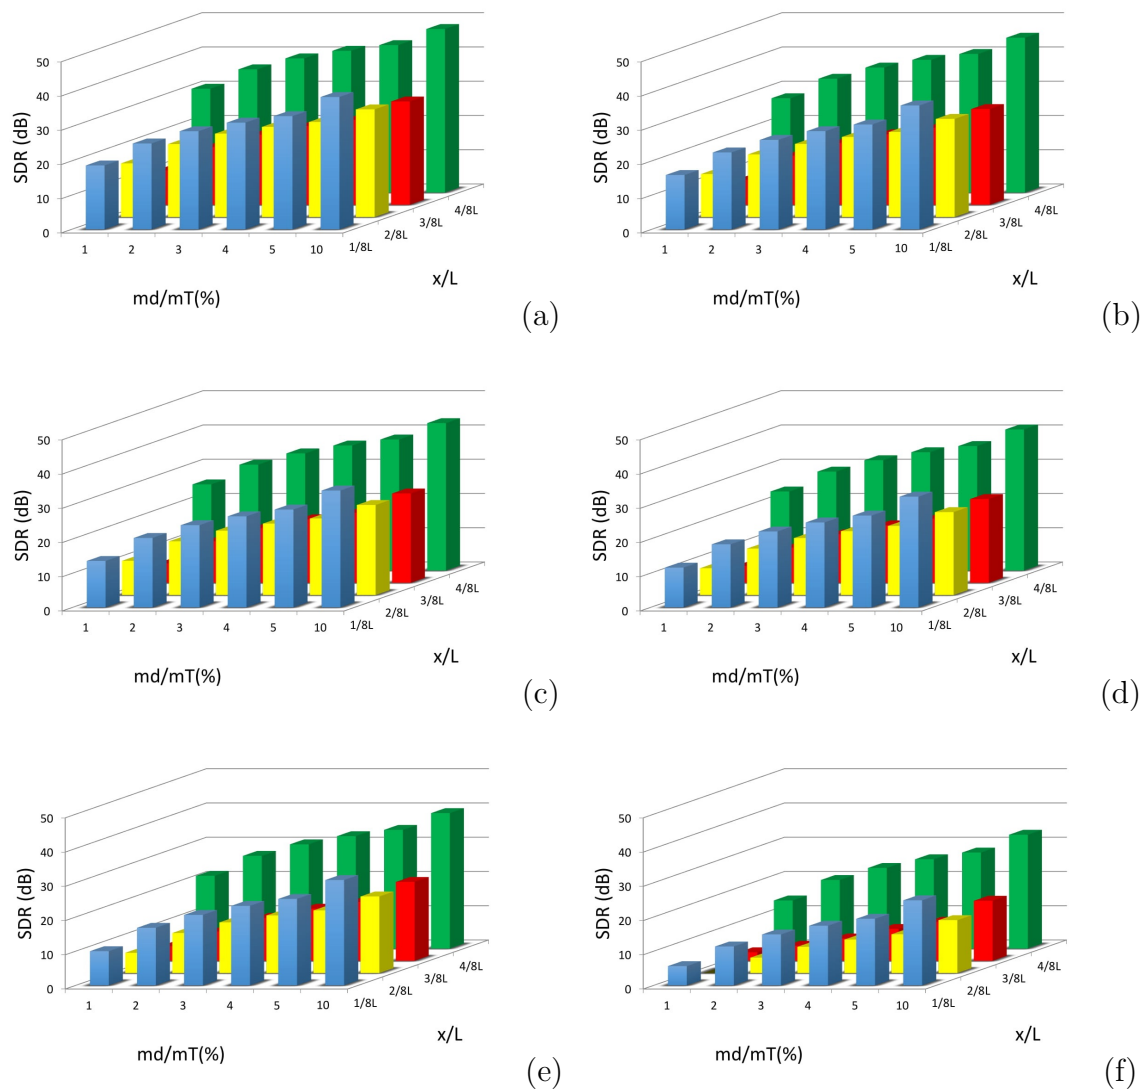 50
40
30
20
10
0
SDR (dB)
1 2 3 4 5 10
1/8L
2/8L
3/8L
4/8L
md/mT(%)
x/L
(a)
50
40
30
20
10
0
SDR (dB)
1 2 3 4 5 10
1/8L
2/8L
3/8L
4/8L
md/mT(%)
x/L
(b)
50
40
30
20
10
0
SDR (dB)
1 2 3 4 5 10
1/8L
2/8L
3/8L
4/8L
md/mT(%)
x/L
(c)
50
40
30
20
10
0
SDR (dB)
1 2 3 4 5 10
1/8L
2/8L
3/8L
4/8L
md/mT(%)
x/L
(d)
50
40
30
20
10
0
SDR (dB)
1 2 3 4 5 10
1/8L
2/8L
3/8L
4/8L
md/mT(%)
x/L
(e)
50
40
30
20
10
0
SDR (dB)
1 2 3 4 5 10
1/8L
2/8L
3/8L
4/8L
md/mT(%)
x/L
(f)